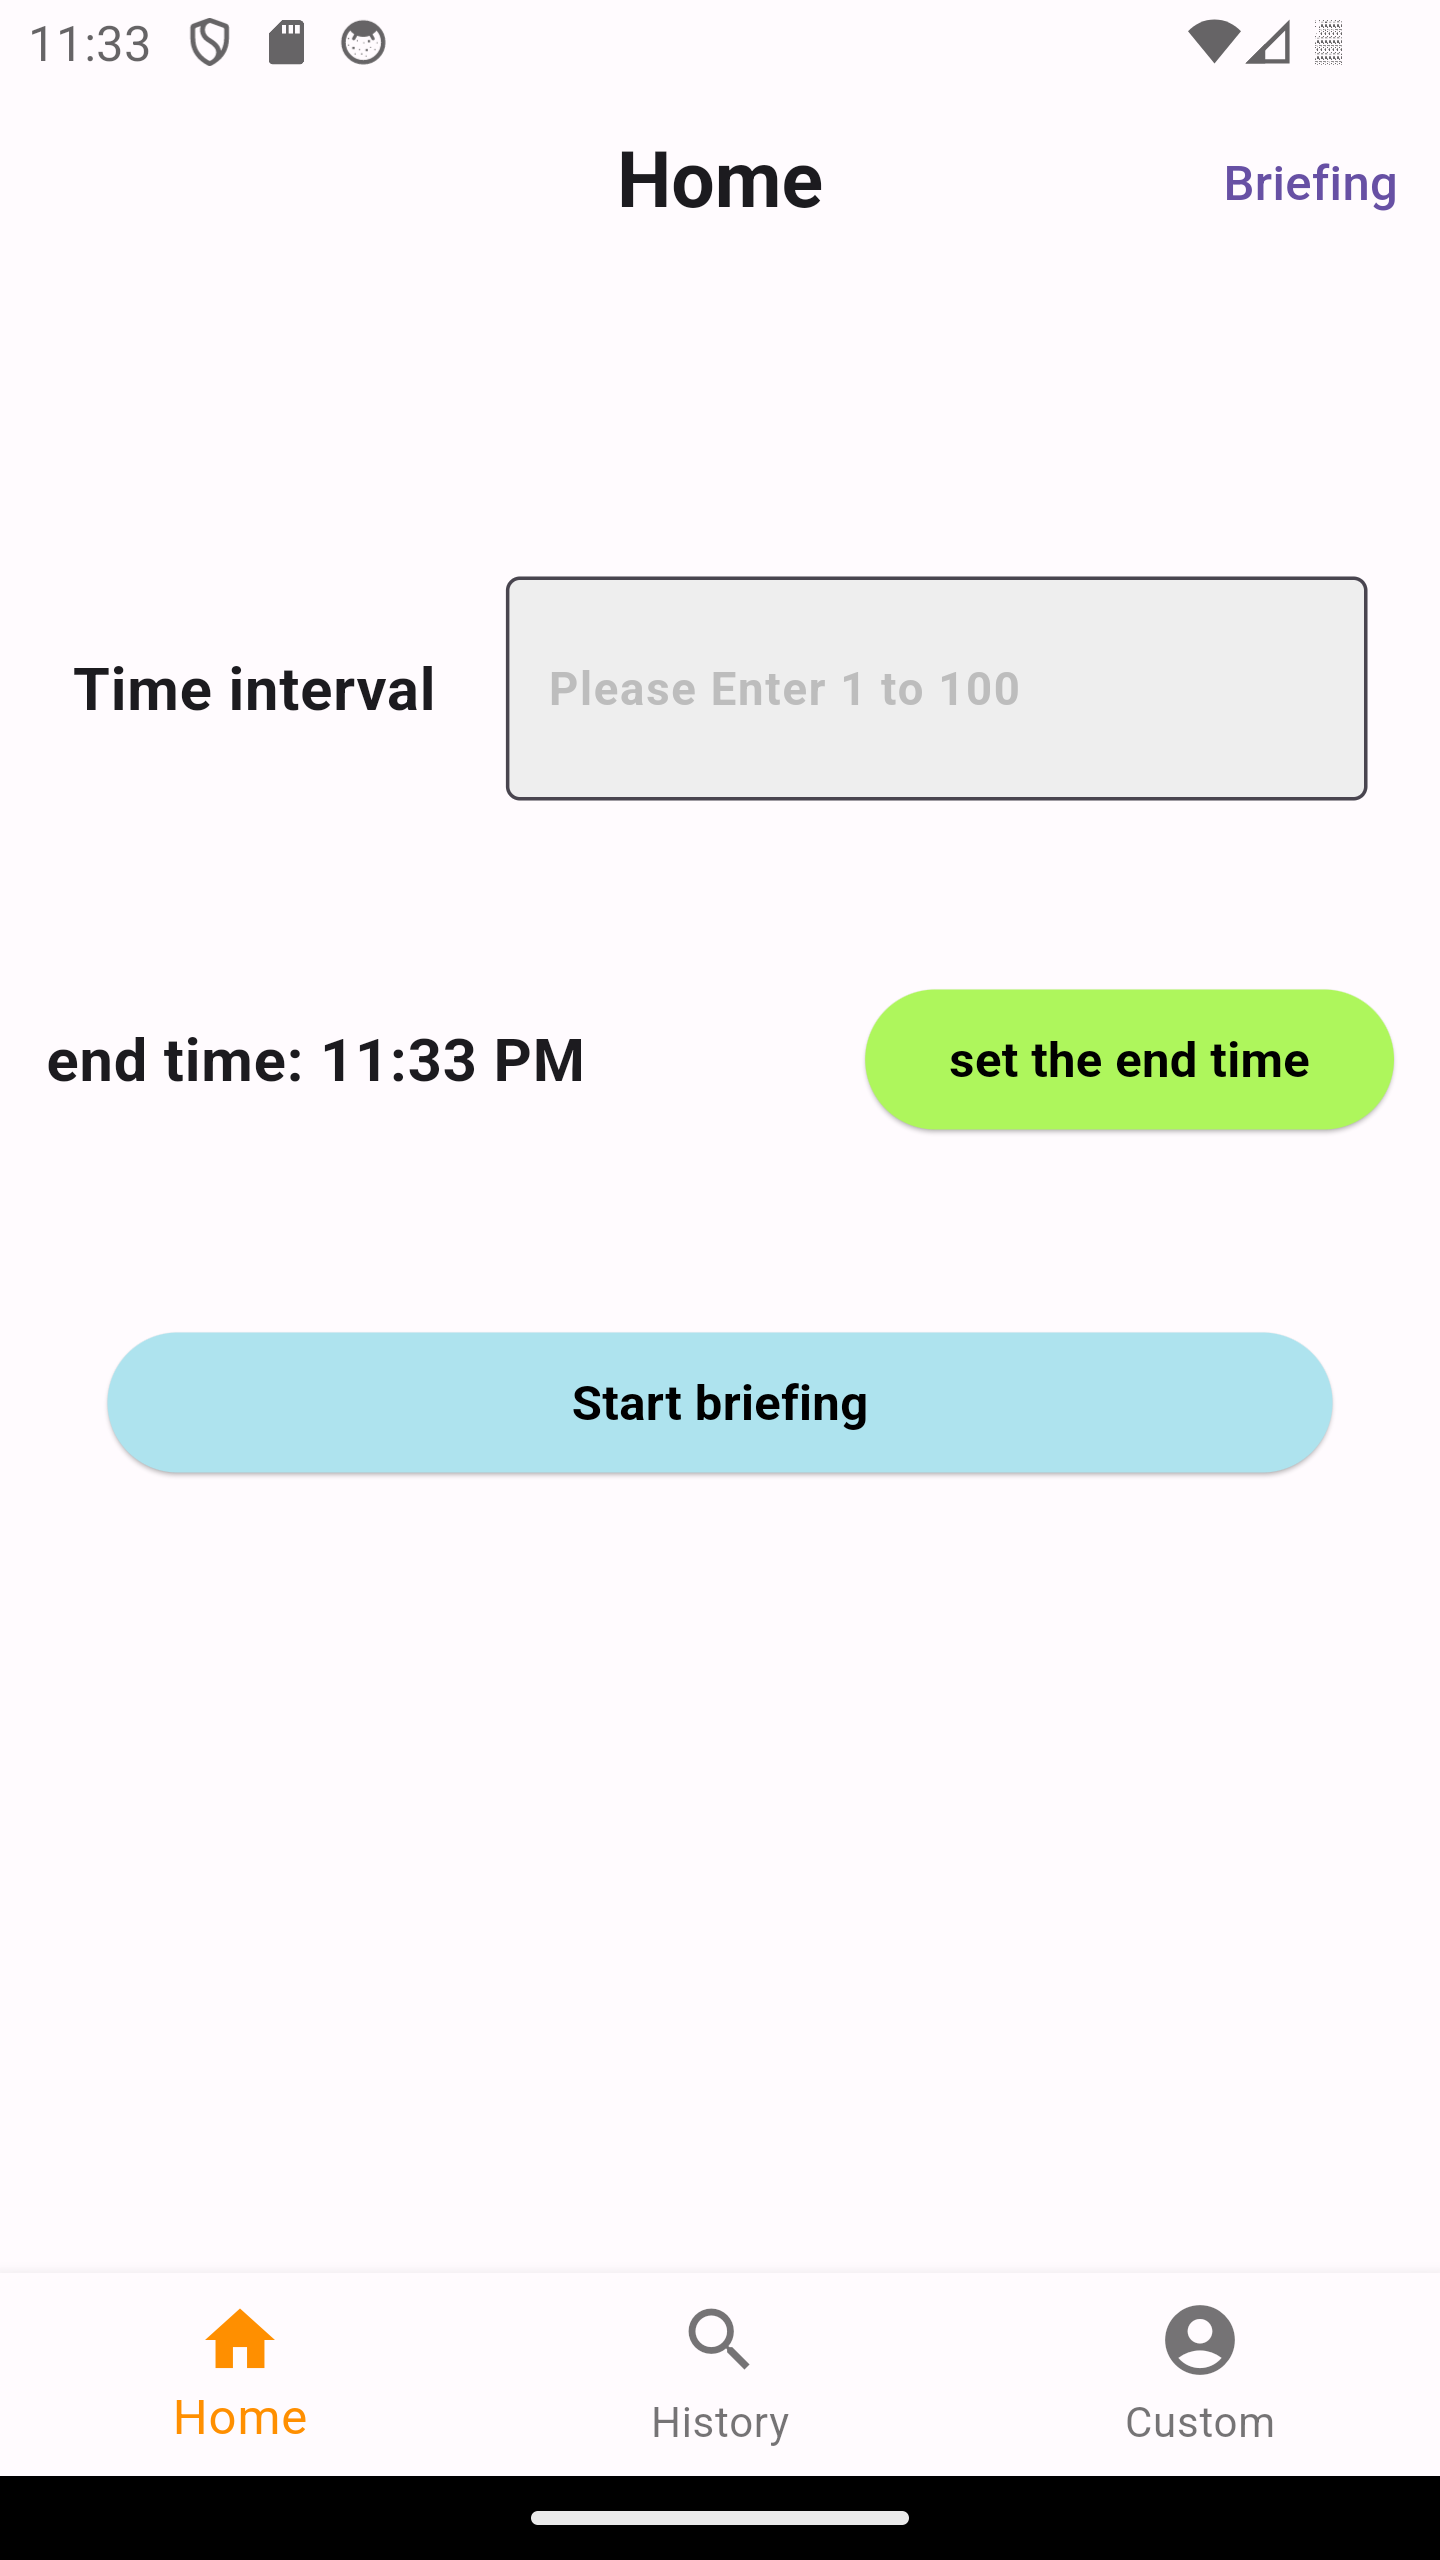 11:33
Home
Briefing
Time interval
Please Enter 1 to 100
end time: 11:33 PM
set the end time
Start briefing
Home
History
Custom